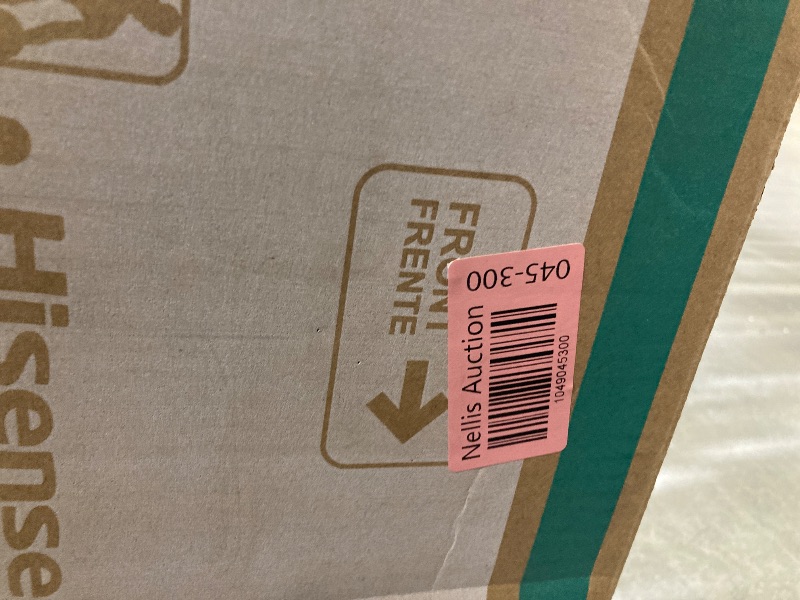 Hisense
FRONT
FRENTE
045-300
Nellis Auction
1049045300